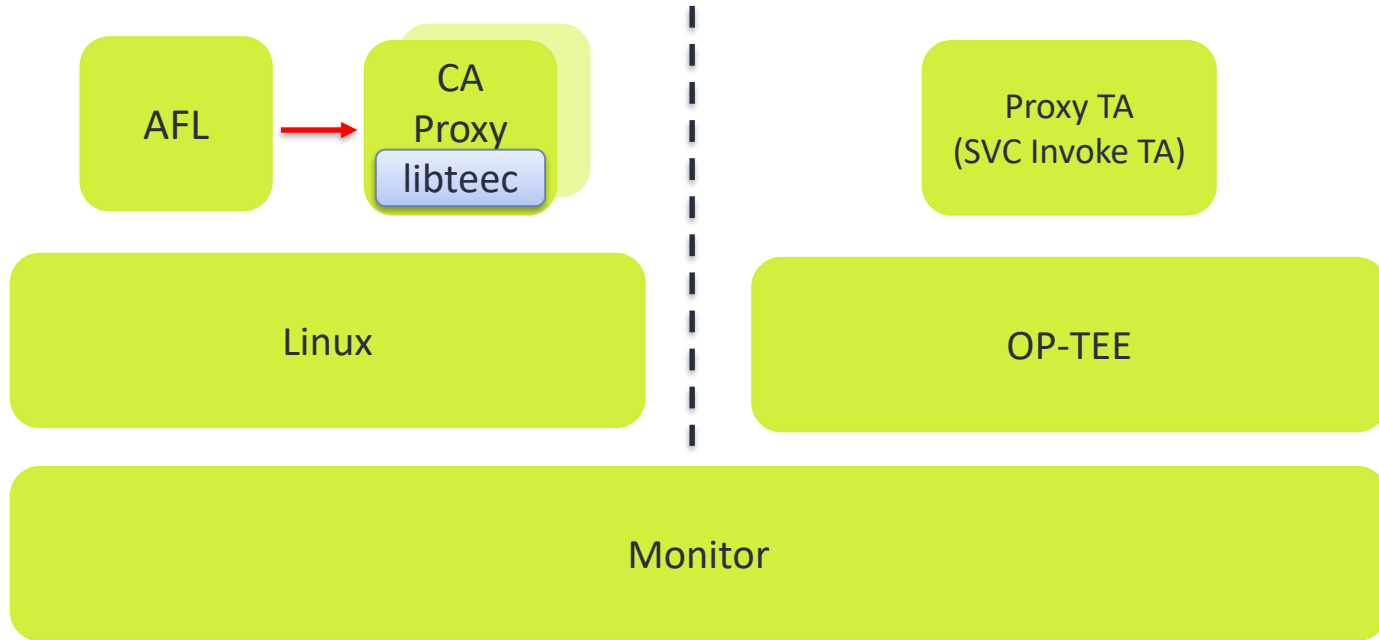 AFL
CA
Proxy
libteec
Proxy TA
(SVC Invoke TA)
Linux
OP-TEE
Monitor